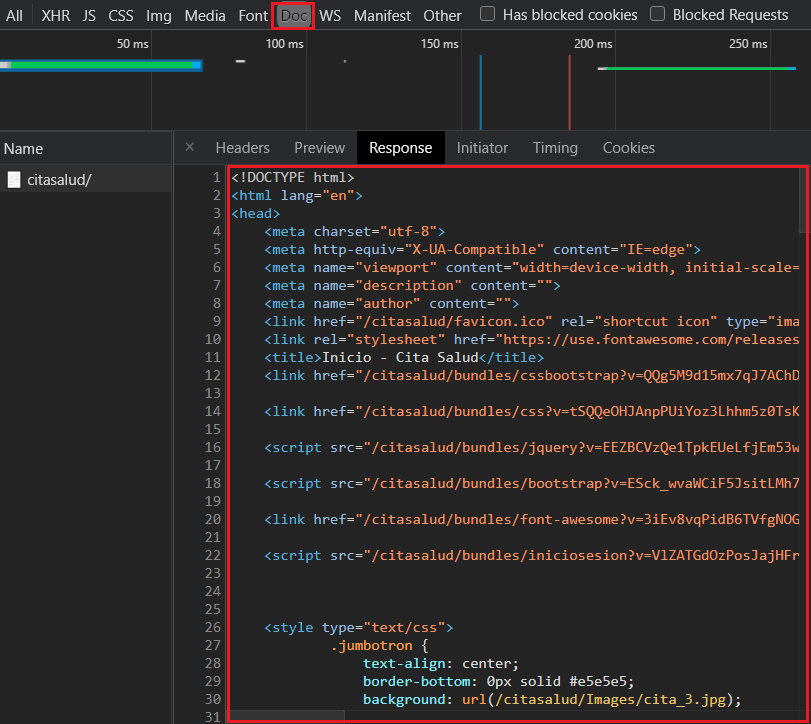 All XHR JS CSS Img Media Font Doc WS Manifest Other Has blocked cookies Blocked Requests
50 ms 100 ms 150 ms 200 ms 250 ms
Name
× Headers Preview Response Initiator Timing Cookies
citasalud/
1 <!DOCTYPE html>
2 <html lang="en">
3 <head>
4 <meta charset="utf-8">
5 <meta http-equiv="X-UA-Compatible" content="IE=edge">
6 <meta name="viewport" content="width=device-width, initial-scale=
7 <meta name="description" content="">
8 <meta name="author" content="">
9 <link href="/citasalud/favicon.ico" rel="shortcut icon" type="ima
10 <link rel="stylesheet" href="https://use.fontawesome.com/releases
11 <title>Inicio - Cita Salud</title>
12 <link href="/citasalud/bundles/cssbootstrap?v=QQg5M9d15mx7qJ7AChD
13
14 <link href="/citasalud/bundles/css?v=tSQQeOHJAnpPUiYoz3Lhhm5z0TsK
15
16 <script src="/citasalud/bundles/jquery?v=EEZBCVzQe1TpkEUeLfjEm53w
17
18 <script src="/citasalud/bundles/bootstrap?v=ESck_wvaWCiF5JsitLMh7
19
20 <link href="/citasalud/bundles/font-awesome?v=3iEv8vqPidB6TVfgNOG
21
22 <script src="/citasalud/bundles/iniciosesion?v=VlZATGdOzPosJajHFr
23
24
25
26 <style type="text/css">
27 .jumbotron {
28 text-align: center;
29 border-bottom: 0px solid #e5e5e5;
30 background: url(/citasalud/Images/cita_3.jpg);
31